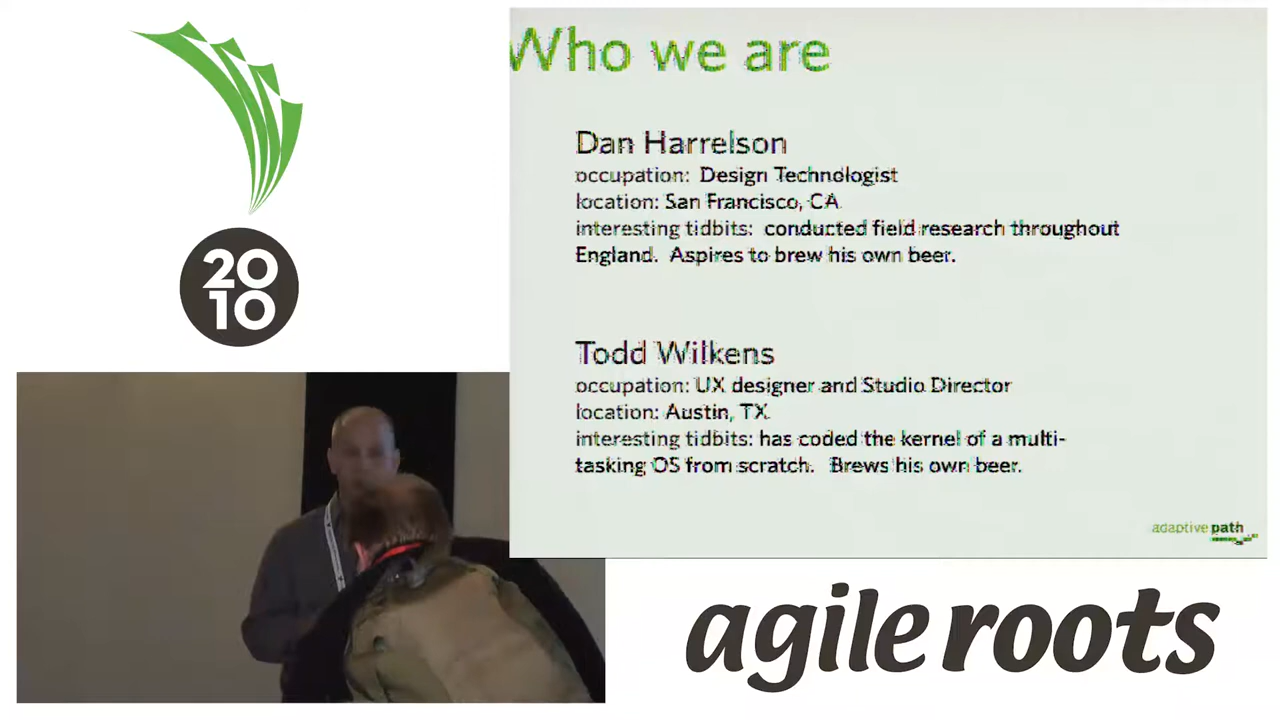 20
10
Who we are
Dan Harrelson
occupation: Design Technologist
location: San Francisco, CA
interesting tidbits: conducted field research throughout
England. Aspires to brew his own beer.
Todd Wilkens
occupation: UX designer and Studio Director
location: Austin, TX
interesting tidbits: has coded the kernel of a multi-
tasking OS from scratch. Brews his own beer.
adaptive path
agile roots